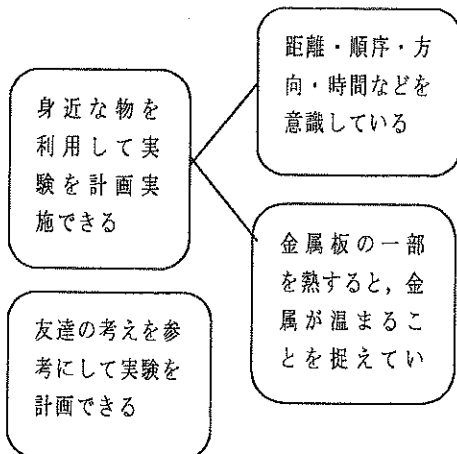 身近な物を
利用して実
験を計画実
施できる
距離・順序・方
向・時間などを
意識している
金属板の一部
を熱すると,金
属が温まるこ
とを捉えてい
友達の考えを参
考にして実験を
計画できる